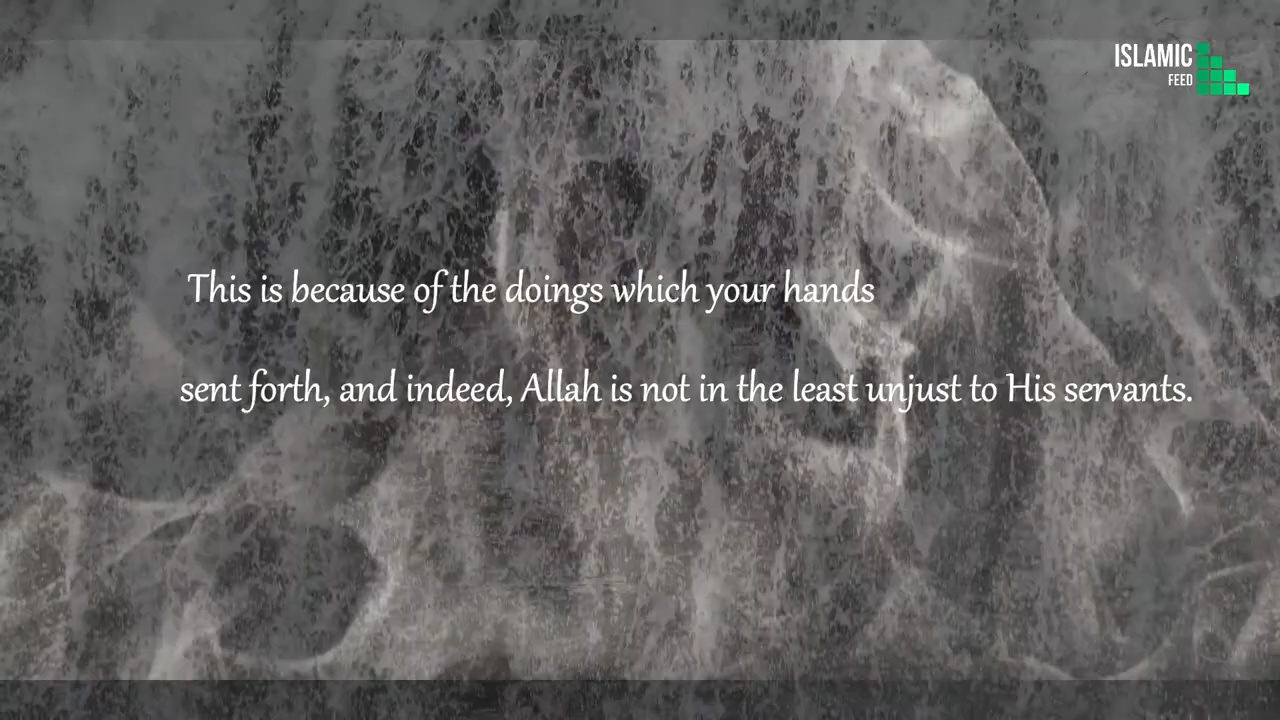 ISLAMIC
FEED
This is because of the doings which your hands
sent forth, and indeed, Allah is not in the least unjust to His servants.